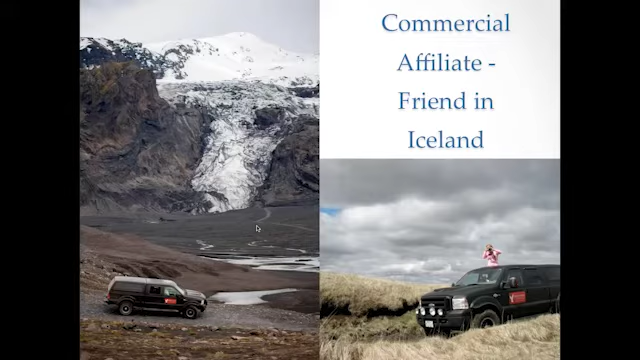 Commercial
Affiliate -
Friend in
Iceland